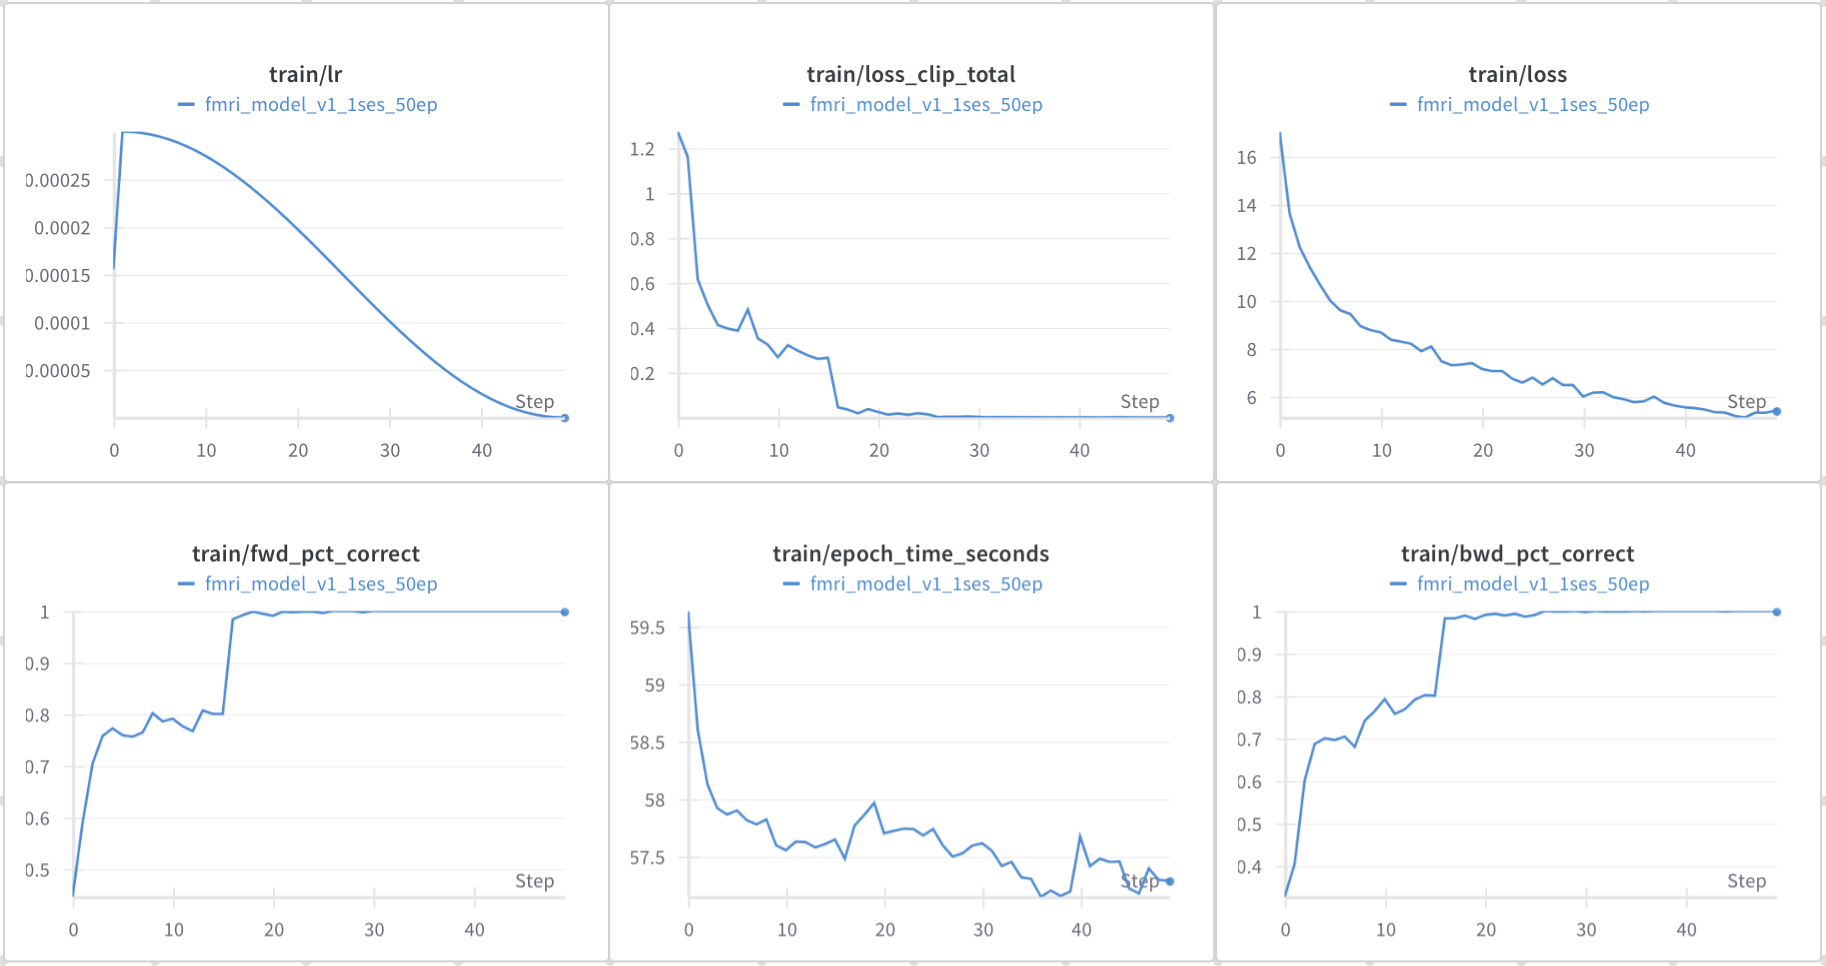 train/lr
fmri_model_v1_1ses_50ep
0.00025
0.0002
0.00015
0.0001
0.00005
Step
0 10 20 30 40
train/loss_clip_total
fmri_model_v1_1ses_50ep
1.2
1
0.8
0.6
0.4
0.2
Step
0 10 20 30 40
train/loss
fmri_model_v1_1ses_50ep
16
14
12
10
8
6
Step
0 10 20 30 40
train/fwd_pct_correct
fmri_model_v1_1ses_50ep
1
0.9
0.8
0.7
0.6
0.5
Step
0 10 20 30 40
train/epoch_time_seconds
fmri_model_v1_1ses_50ep
59.5
59
58.5
58
57.5
Step
0 10 20 30 40
train/bwd_pct_correct
fmri_model_v1_1ses_50ep
1
0.9
0.8
0.7
0.6
0.5
0.4
Step
0 10 20 30 40